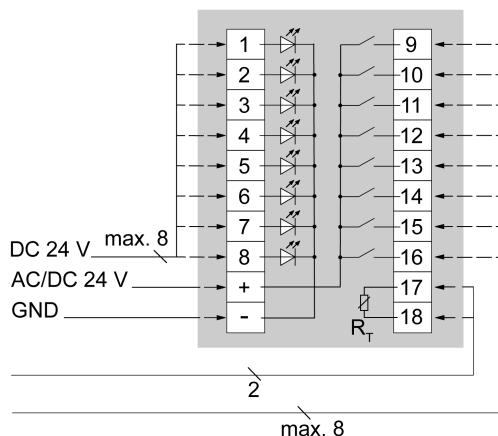 1 9
2 10
3 11
4 12
5 13
6 14
7 15
DC 24 V max. 8 8 16
AC/DC 24 V + 17
GND - 18
R_T
2
max. 8